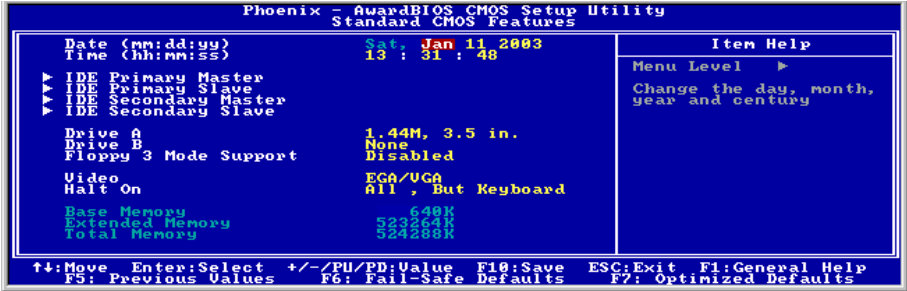 Phoenix - AwardBIOS CMOS Setup Utility
Standard CMOS Features
Date (mm:dd:yy) Sat, Jan 11 2003
Time (hh:mm:ss) 13 : 31 : 48
► IDE Primary Master
► IDE Primary Slave
► IDE Secondary Master
► IDE Secondary Slave
Drive A 1.44M, 3.5 in.
Drive B None
Floppy 3 Mode Support Disabled
Video EGA/VGA
Halt On All , But Keyboard
Base Memory 640K
Extended Memory 523264K
Total Memory 524288K
Item Help
Menu Level ►
Change the day, month,
year and century
↑↓:Move Enter:Select +/-/PU/PD:Value F10:Save ESC:Exit F1:General Help
F5: Previous Values F6: Fail-Safe Defaults F7: Optimized Defaults